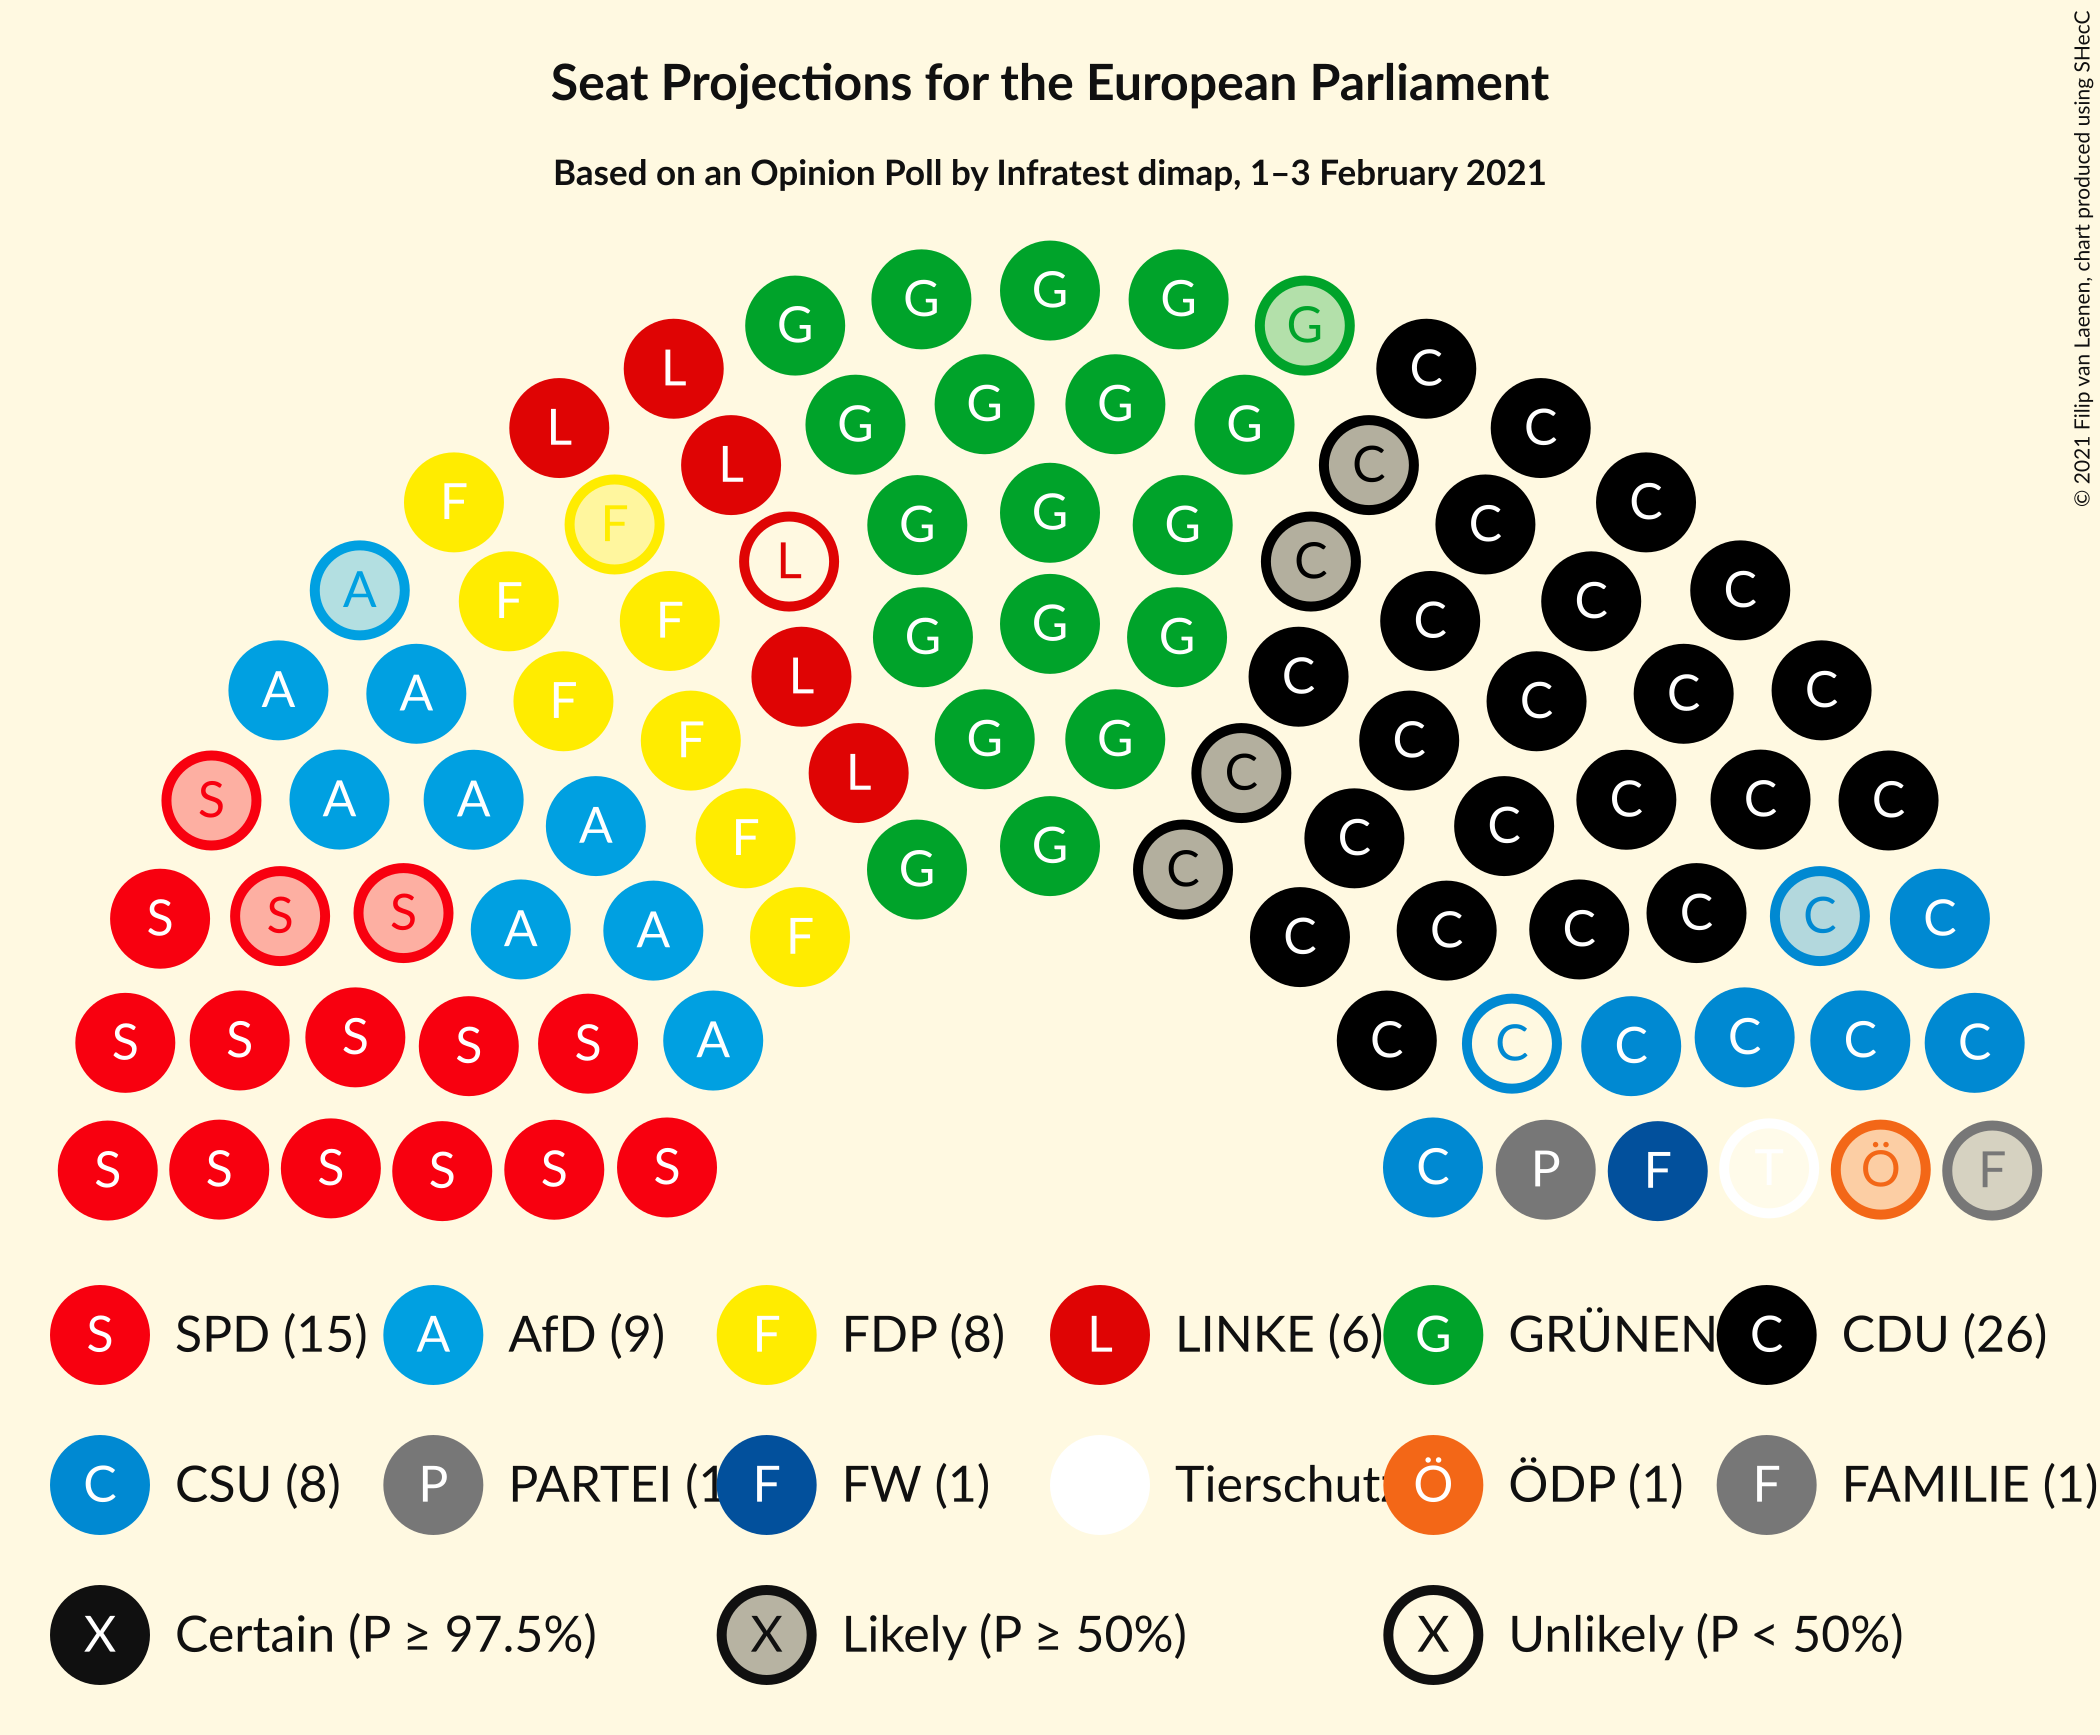 Seat Projections for the European Parliament
Based on an Opinion Poll by Infratest dimap, 1–3 February 2021
© 2021 Filip van Laenen, chart produced using SHecC
G G G G G
L G G G G C
L L G G G C C
F F L G G G C C C
A F F L G G G C C C C
A A F F L G G C C C C C
S A A A F G G C C C C C C
S S S A A F C C C C C C
S S S S S A C C C C C C
S S S S S S C P F T Ö F
S SPD (15) A AfD (9) F FDP (8) L LINKE (6) G GRÜNEN C CDU (26)
C CSU (8) P PARTEI (1 F FW (1) Tierschutz Ö ÖDP (1) F FAMILIE (1)
X Certain (P ≥ 97.5%) X Likely (P ≥ 50%) X Unlikely (P < 50%)